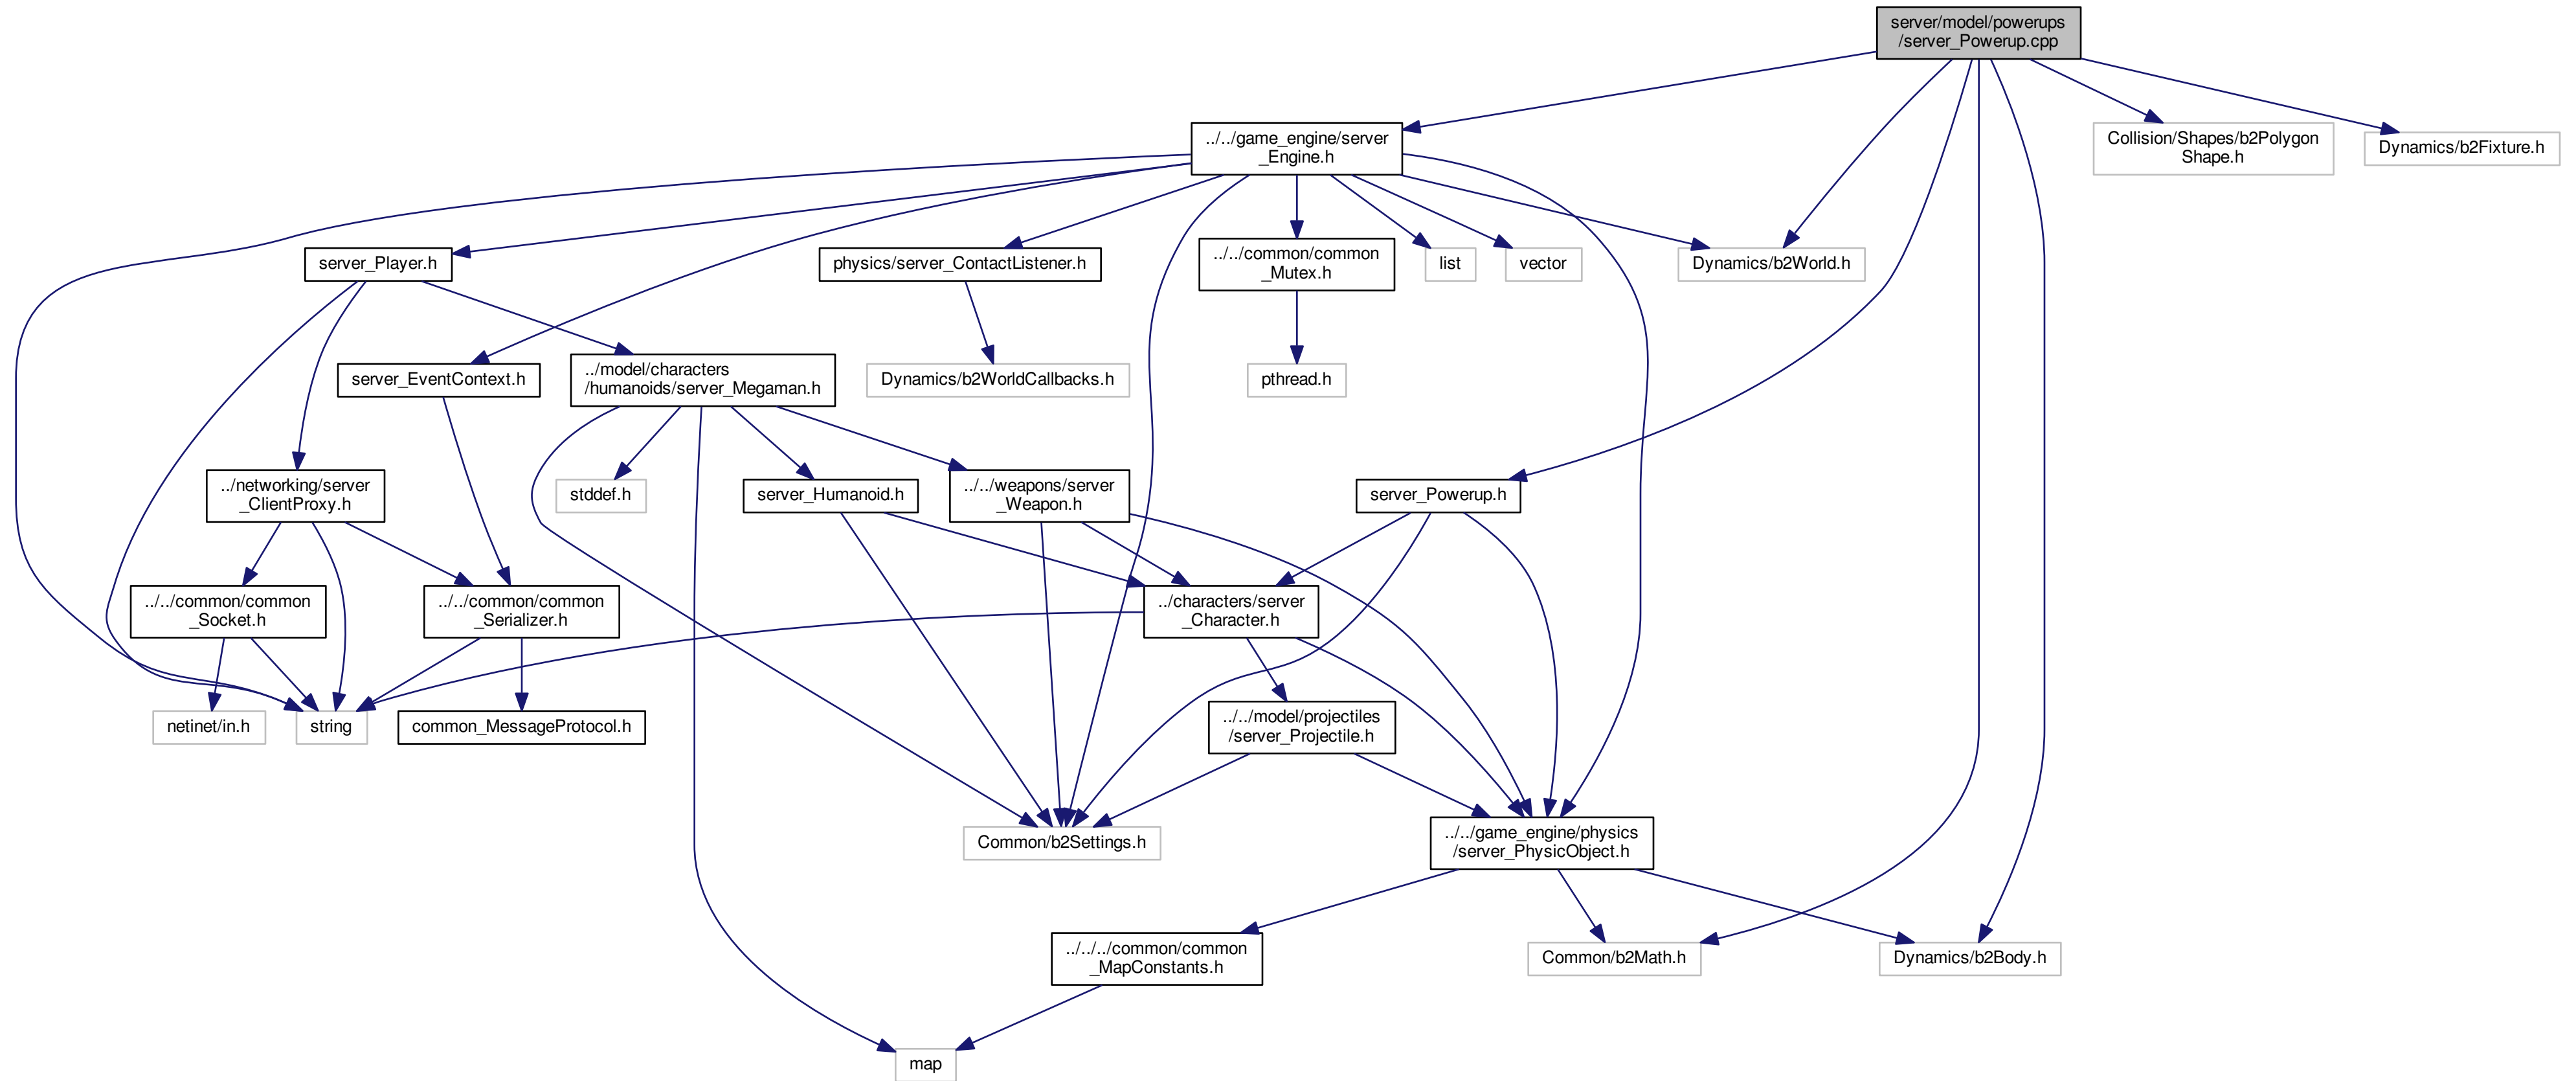 server/model/powerups
/server_Powerup.cpp
../../game_engine/server
_Engine.h
Collision/Shapes/b2Polygon
Shape.h
Dynamics/b2Fixture.h
server_Player.h
physics/server_ContactListener.h
../../common/common
_Mutex.h
list
vector
Dynamics/b2World.h
server_EventContext.h
../model/characters
/humanoids/server_Megaman.h
Dynamics/b2WorldCallbacks.h
pthread.h
../networking/server
_ClientProxy.h
stddef.h
server_Humanoid.h
../../weapons/server
_Weapon.h
server_Powerup.h
../../common/common
_Socket.h
../../common/common
_Serializer.h
../characters/server
_Character.h
netinet/in.h
string
common_MessageProtocol.h
../../model/projectiles
/server_Projectile.h
Common/b2Settings.h
../../game_engine/physics
/server_PhysicObject.h
../../../common/common
_MapConstants.h
Common/b2Math.h
Dynamics/b2Body.h
map